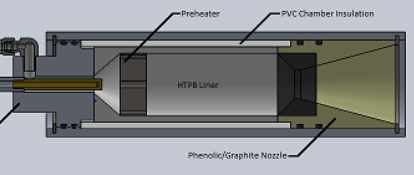 Preheater
PVC Chamber Insulation
HTPB Liner
Phenolic/Graphite Nozzle